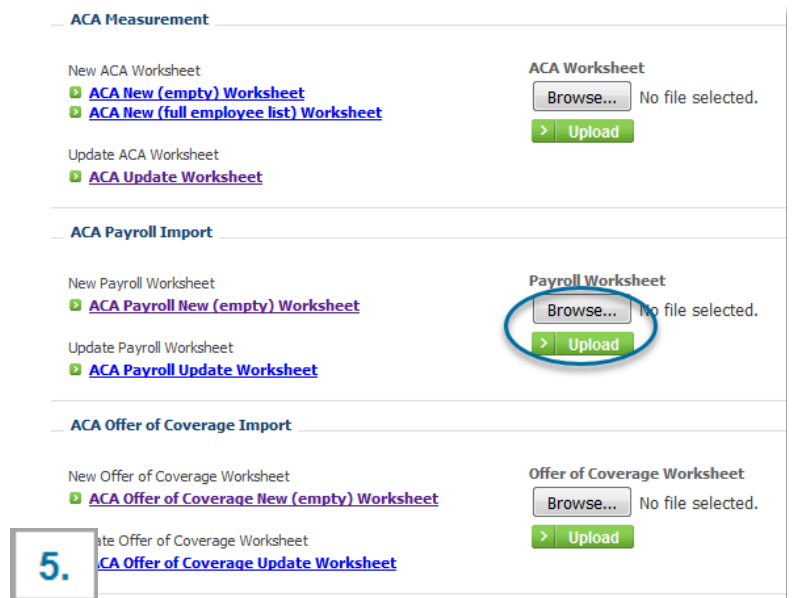 ACA Measurement
New ACA Worksheet
ACA New (empty) Worksheet
ACA New (full employee list) Worksheet
Update ACA Worksheet
ACA Update Worksheet
ACA Worksheet
Browse... No file selected.
Upload
ACA Payroll Import
New Payroll Worksheet
ACA Payroll New (empty) Worksheet
Update Payroll Worksheet
ACA Payroll Update Worksheet
Payroll Worksheet
Browse... No file selected.
Upload
ACA Offer of Coverage Import
New Offer of Coverage Worksheet
ACA Offer of Coverage New (empty) Worksheet
ate Offer of Coverage Worksheet
ACA Offer of Coverage Update Worksheet
Offer of Coverage Worksheet
Browse... No file selected.
Upload
5.